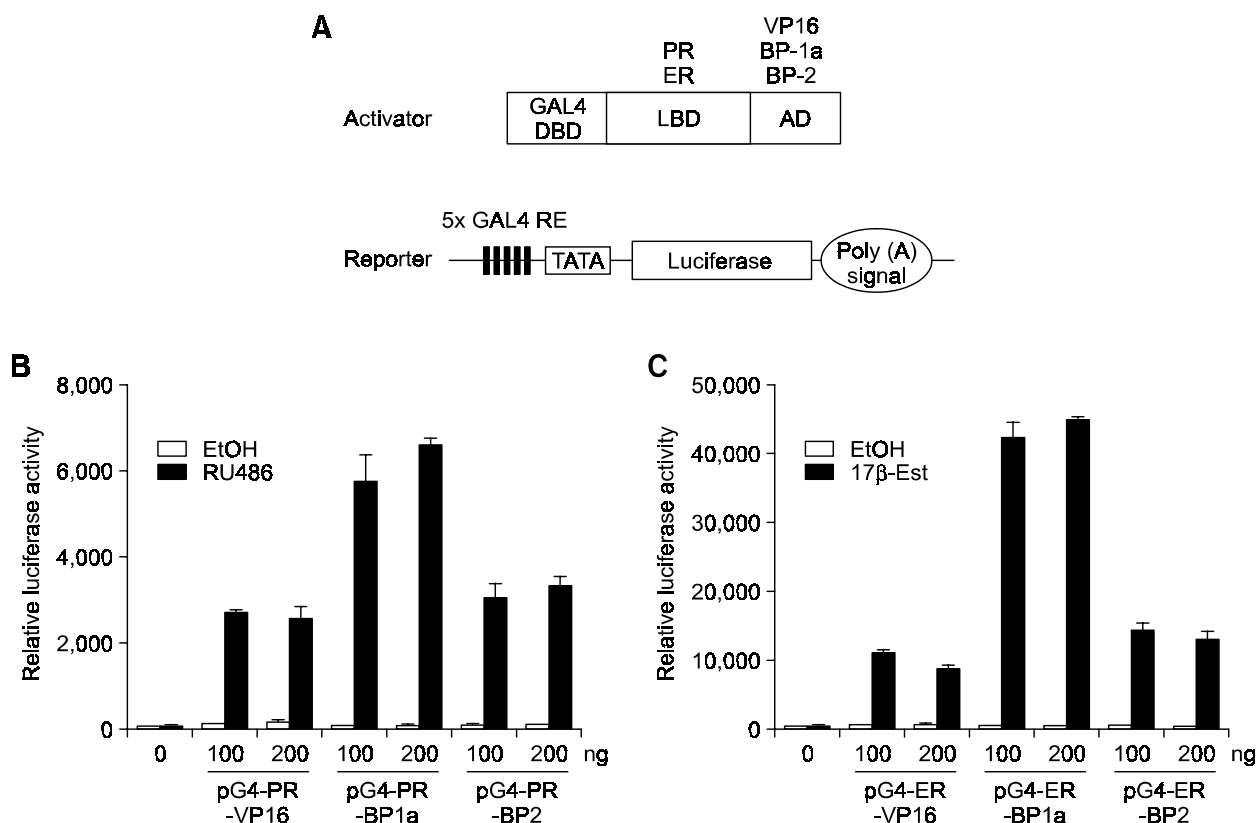 A
VP16
PR BP-1a
ER BP-2
Activator
GAL4
DBD
LBD
AD
5x GAL4 RE
Reporter
TATA
Luciferase
Poly (A)
signal
B
8,000
6,000
4,000
2,000
0
Relative luciferase activity
EtOH
RU486
0 100 200 100 200 100 200 ng
pG4-PR pG4-PR pG4-PR
-VP16 -BP1a -BP2
C
50,000
40,000
30,000
20,000
10,000
0
Relative luciferase activity
EtOH
17β-Est
0 100 200 100 200 100 200 ng
pG4-ER pG4-ER pG4-ER
-VP16 -BP1a -BP2